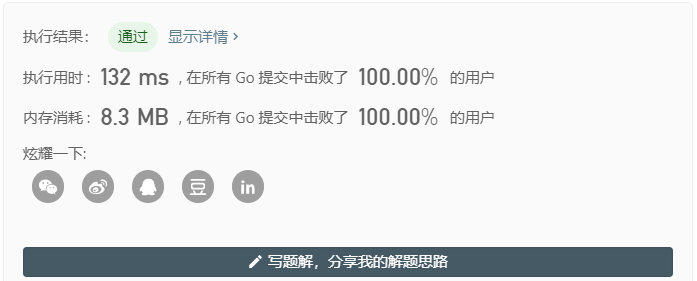 执行结果： 通过 显示详情 >
执行用时： 132 ms ，在所有 Go 提交中击败了 100.00% 的用户
内存消耗： 8.3 MB ，在所有 Go 提交中击败了 100.00% 的用户
炫耀一下:
豆 in
写题解，分享我的解题思路